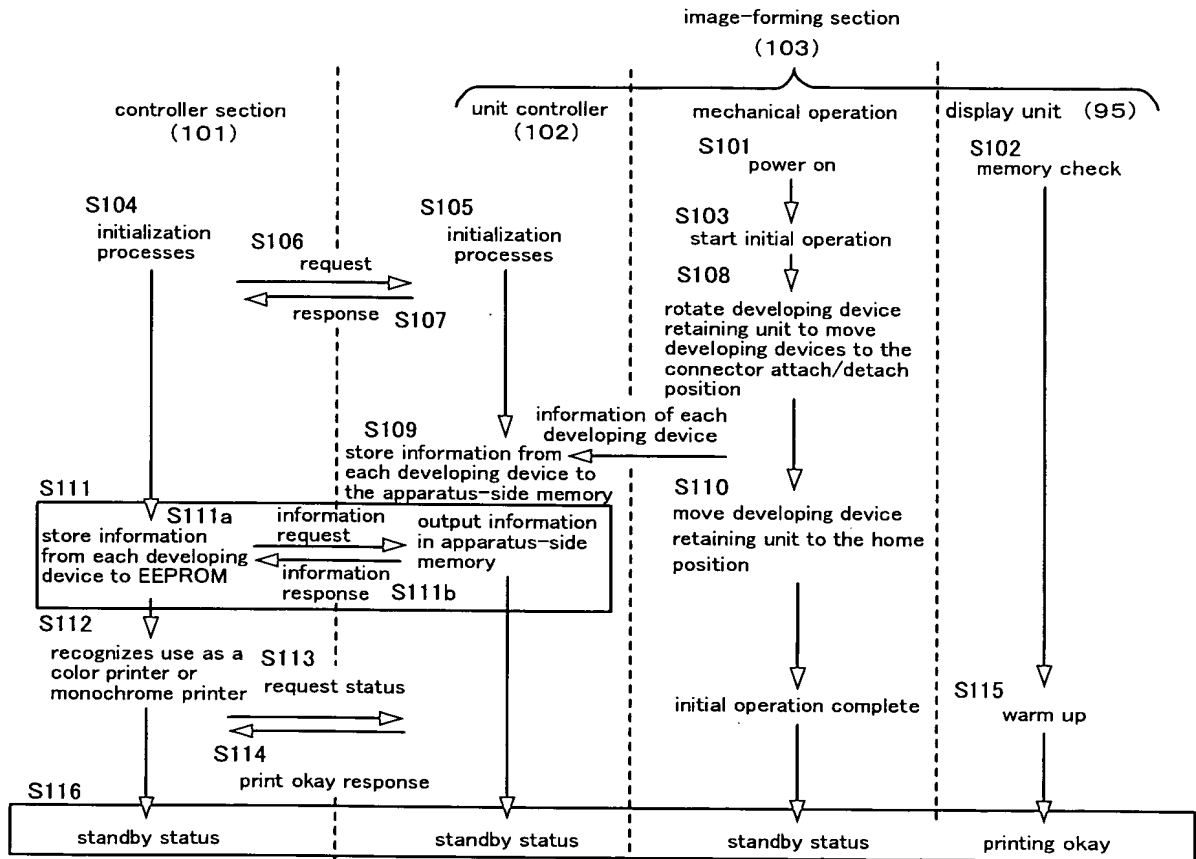 image-forming section
(103)
controller section
(101)
unit controller
(102)
mechanical operation
display unit (95)
S101
power on
S102
memory check
S104
initialization
processes
S105
initialization
processes
S103
start initial operation
S106
request
response
S107
S108
rotate developing device
retaining unit to move
developing devices to the
connector attach/detach
position
information of each
developing device
S109
store information from
each developing device to
the apparatus-side memory
S110
move developing device
retaining unit to the home
position
S111
S111a
store information
from each developing
device to EEPROM
information
request
information
response
S111b
output information
in apparatus-side
memory
S112
recognizes use as a
color printer or
monochrome printer
S113
request status
S114
print okay response
initial operation complete
S115
warm up
S116
standby status
standby status
standby status
printing okay